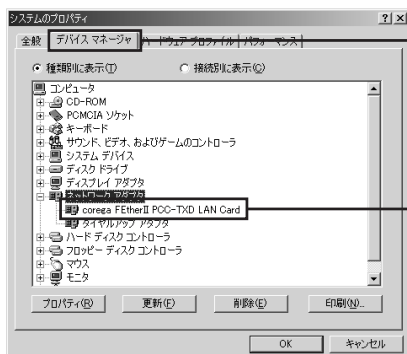 システムのプロパティ
全般 デバイス マネージャ ハードウェア プロファイル パフォーマンス
種類別に表示(T) 接続別に表示(C)
コンピュータ
CD-ROM
PCMCIA ソケット
キーボード
サウンド、ビデオ、およびゲームのコントローラ
システム デバイス
ディスク ドライブ
ディスプレイ アダプタ
ネットワーク アダプタ
corega FEtherII PCC-TXD LAN Card
ダイヤルアップ アダプタ
ハード ディスク コントローラ
フロッピー ディスク コントローラ
マウス
モニタ
プロパティ(R) 更新(F) 削除(E) 印刷(N)...
OK キャンセル